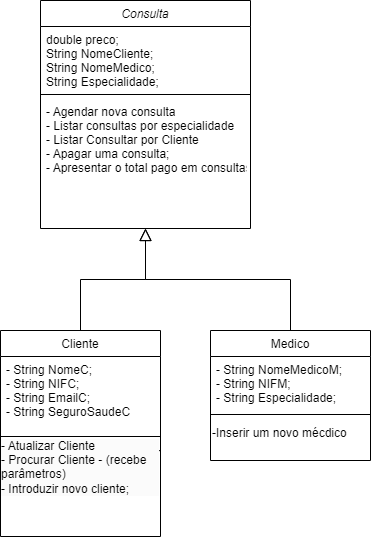 Consulta
double preco;
String NomeCliente;
String NomeMedico;
String Especialidade;
- Agendar nova consulta
- Listar consultas por especialidade
- Listar Consultar por Cliente
- Apagar uma consulta;
- Apresentar o total pago em consulta
Cliente
- String NomeC;
- String NIFC;
- String EmailC;
- String SeguroSaudeC
- Atualizar Cliente
- Procurar Cliente - (recebe
parâmetros)
- Introduzir novo cliente;
Medico
- String NomeMedicoM;
- String NIFM;
- String Especialidade;
-Inserir um novo mécdico